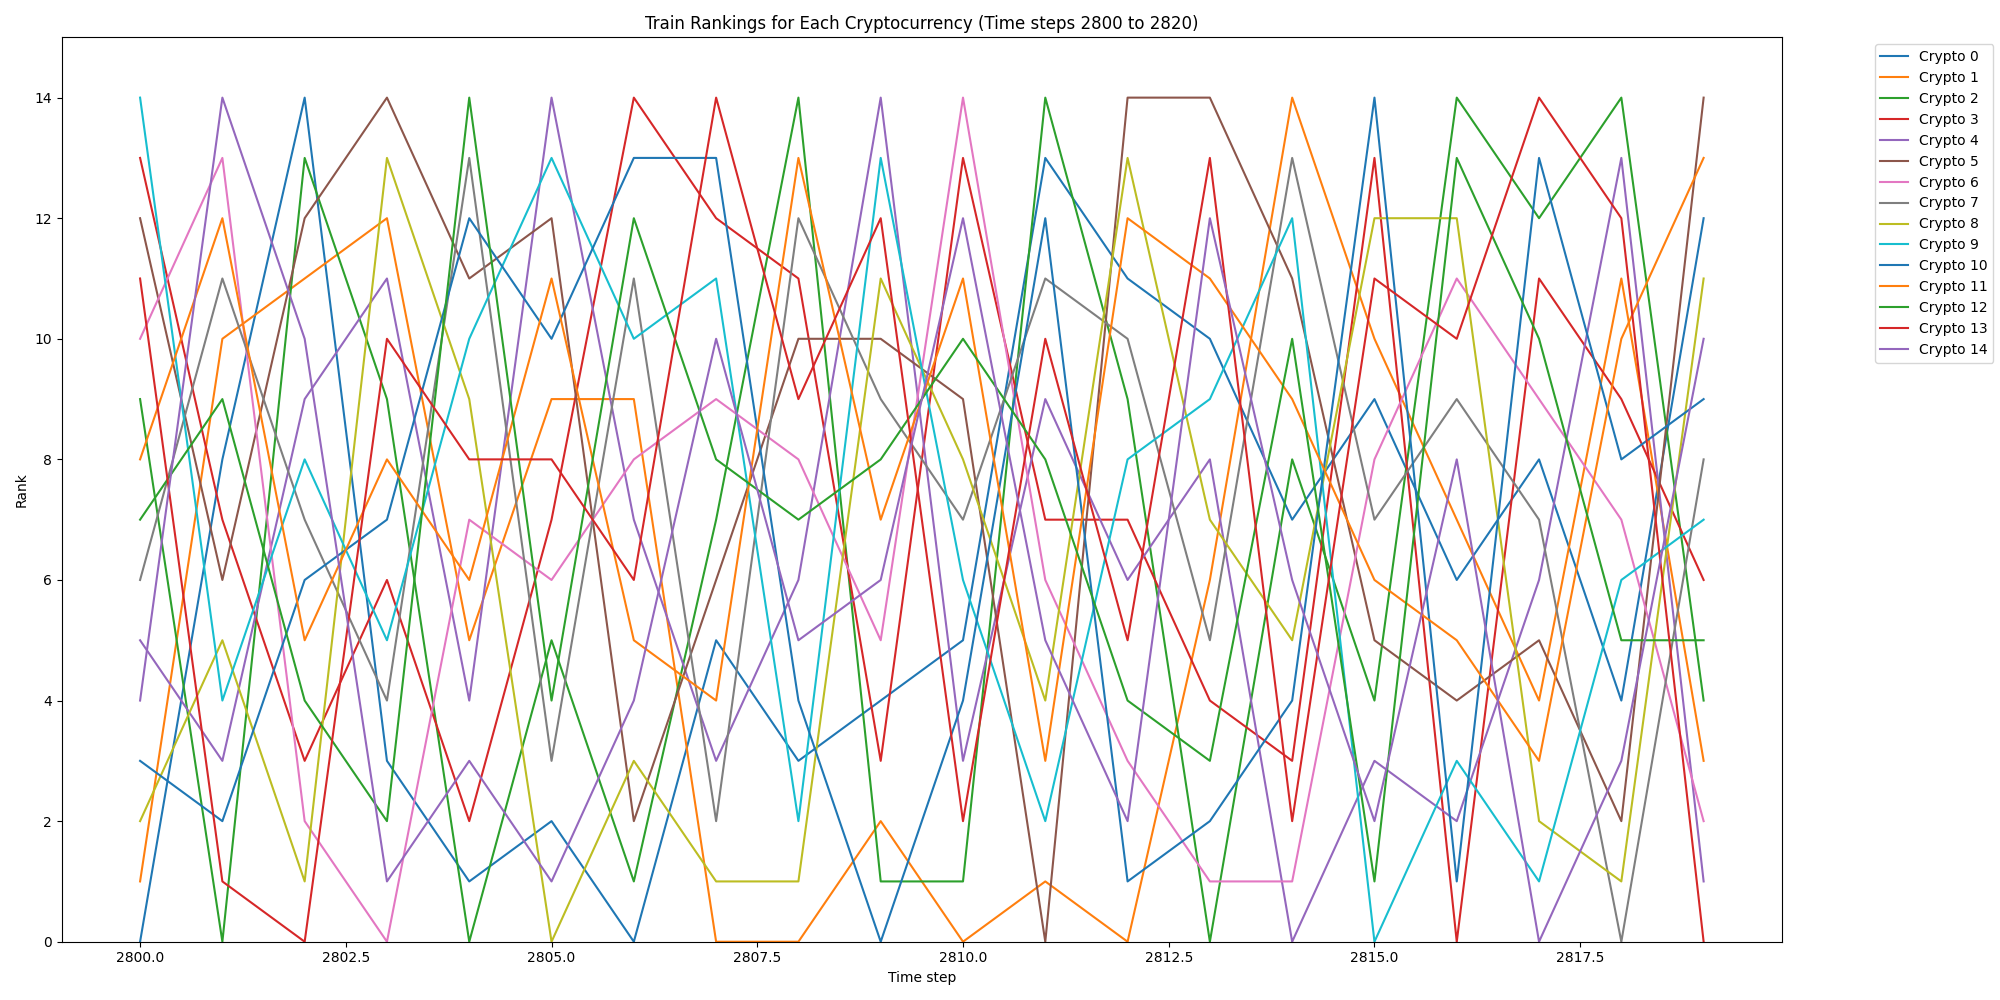 Train Rankings for Each Cryptocurrency (Time steps 2800 to 2820)
Rank
14
12
10
8
6
4
2
0
2800.0 2802.5 2805.0 2807.5 2810.0 2812.5 2815.0 2817.5
Time step
Crypto 0
Crypto 1
Crypto 2
Crypto 3
Crypto 4
Crypto 5
Crypto 6
Crypto 7
Crypto 8
Crypto 9
Crypto 10
Crypto 11
Crypto 12
Crypto 13
Crypto 14